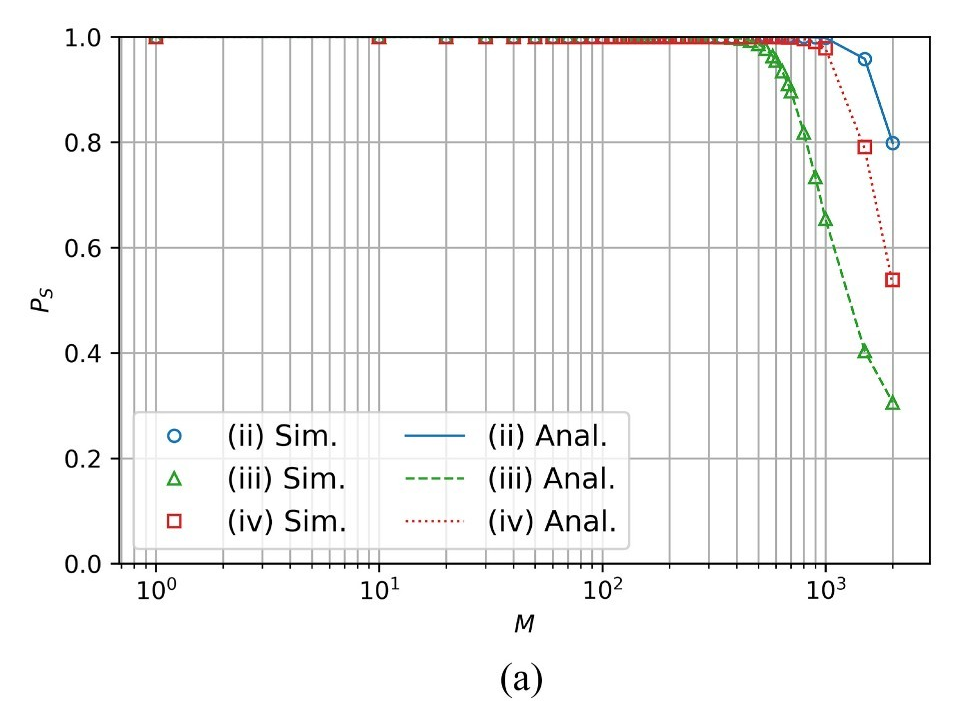 1.0
0.8
0.6
0.4
0.2
0.0
P_S
(ii) Sim. (ii) Anal.
(iii) Sim. (iii) Anal.
(iv) Sim. (iv) Anal.
10^0 10^1 10^2 10^3
M
(a)